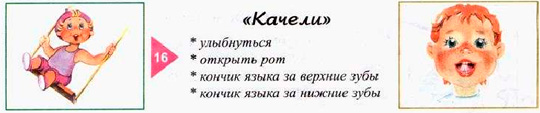 «Качели»
16
* улыбнуться
* открыть рот
* кончик языка за верхние зубы
* кончик языка за нижние зубы